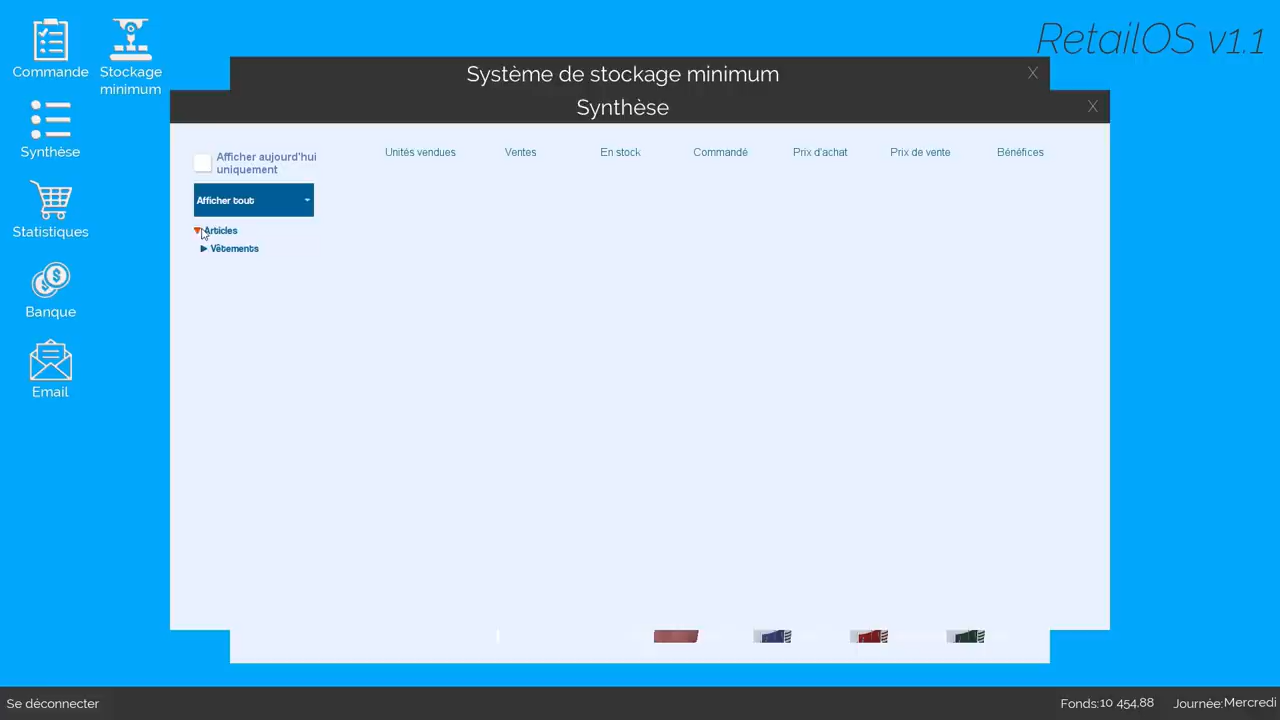 RetailOS v1.1
Commande
Stockage
minimum
Synthèse
Statistiques
Banque
Email
Système de stockage minimum
X
Synthèse
X
Afficher aujourd'hui
uniquement
Unités vendues
Ventes
En stock
Commandé
Prix d'achat
Prix de vente
Bénéfices
Afficher tout
Articles
Vêtements
Se déconnecter
Fonds:10 454.88
Journée:Mercredi